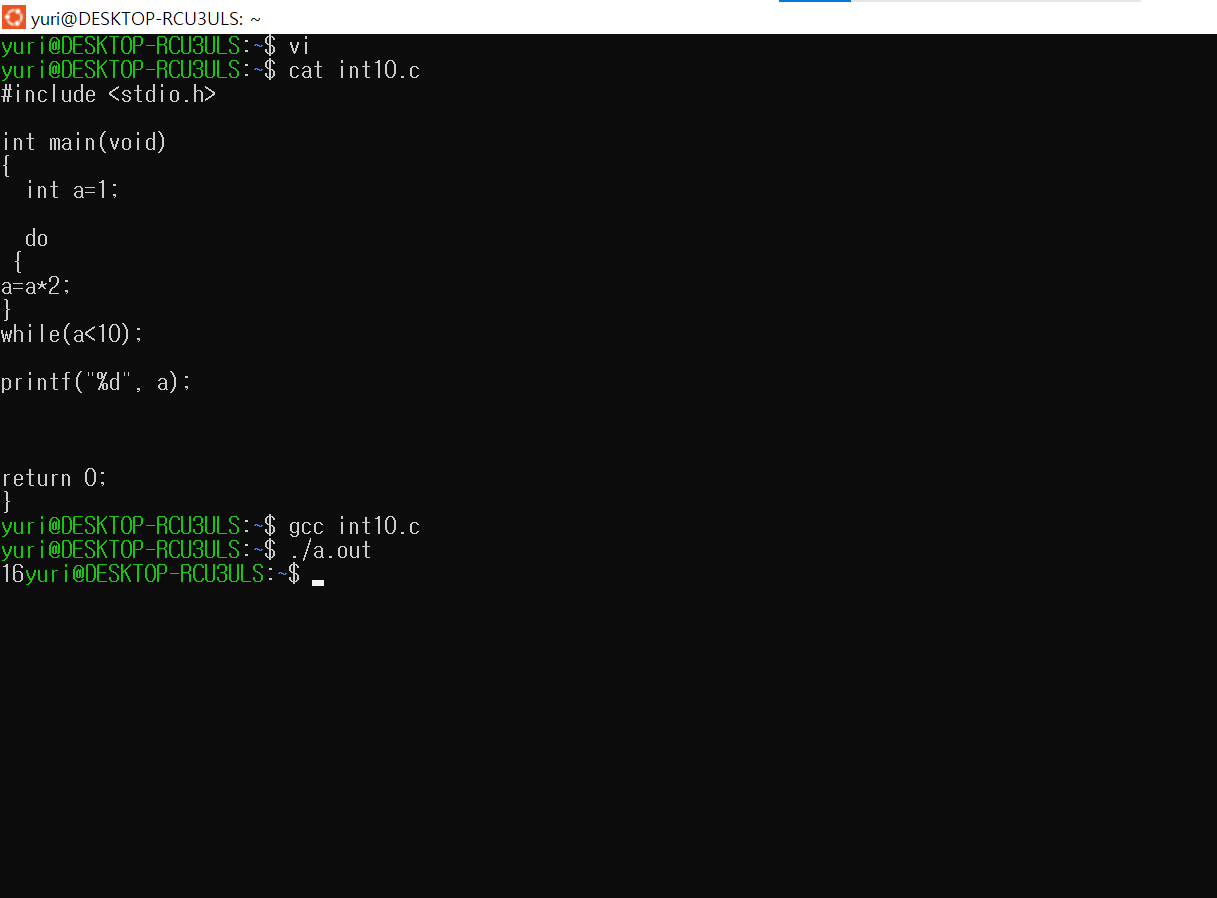 yuri@DESKTOP-RCU3ULS: ~
yuri@DESKTOP-RCU3ULS:~$ vi
yuri@DESKTOP-RCU3ULS:~$ cat int10.c
#include <stdio.h>
int main(void)
{
int a=1;
do
{
a=a*2;
}
while(a<10);
printf("%d", a);
return 0;
}
yuri@DESKTOP-RCU3ULS:~$ gcc int10.c
yuri@DESKTOP-RCU3ULS:~$ ./a.out
16yuri@DESKTOP-RCU3ULS:~$